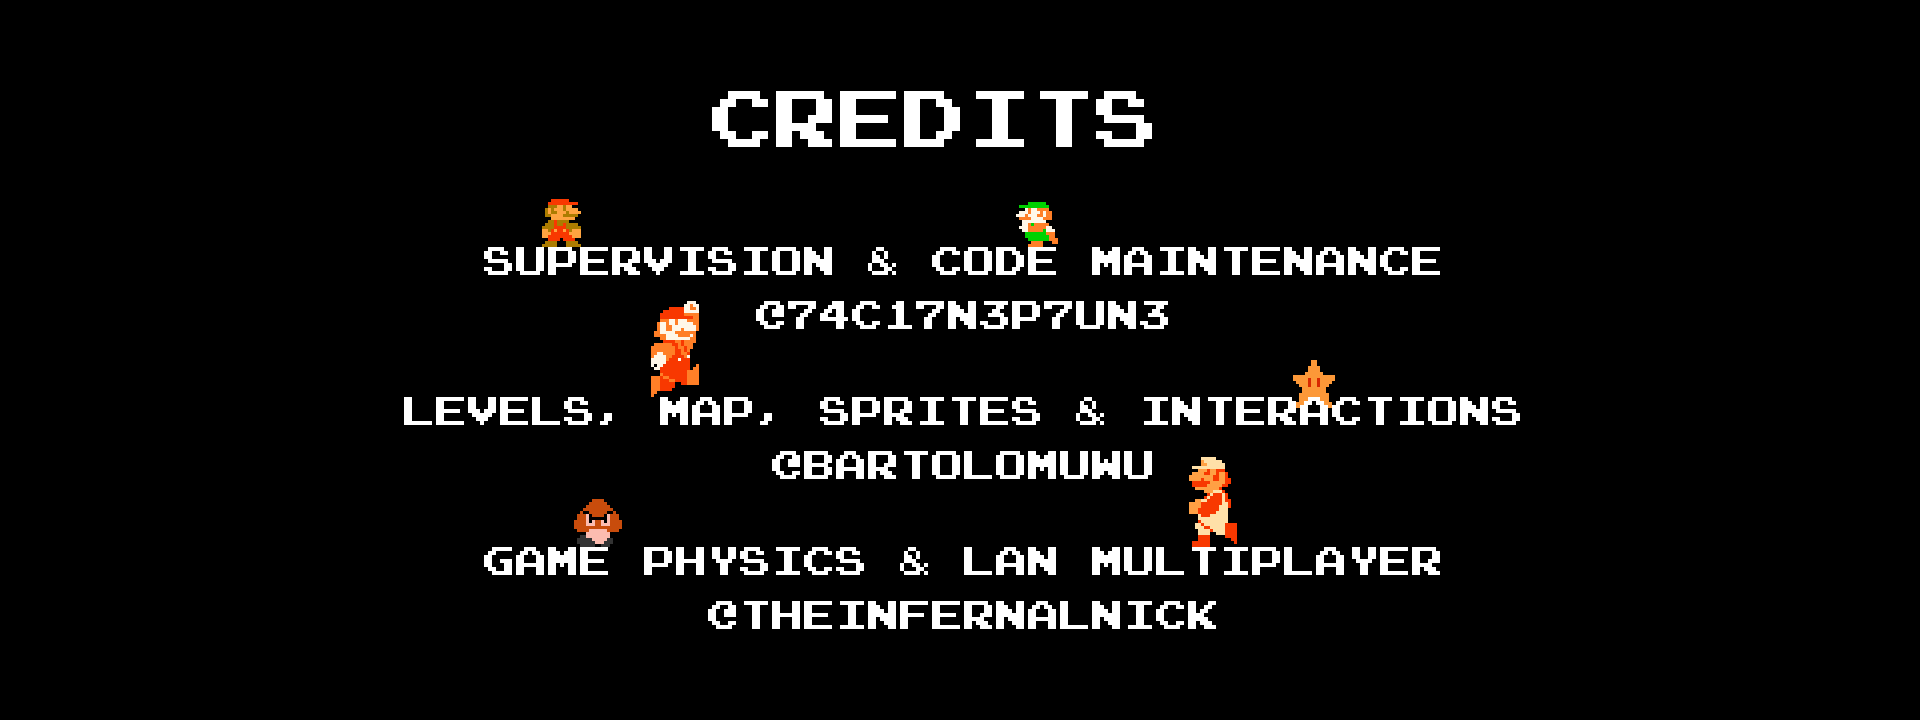 CREDITS
SUPERVISION & CODE MAINTENANCE
@74C17N3P7UN3
LEVELS, MAP, SPRITES & INTERACTIONS
@BARTOLOMUWU
GAME PHYSICS & LAN MULTIPLAYER
@THEINFERNALNICK